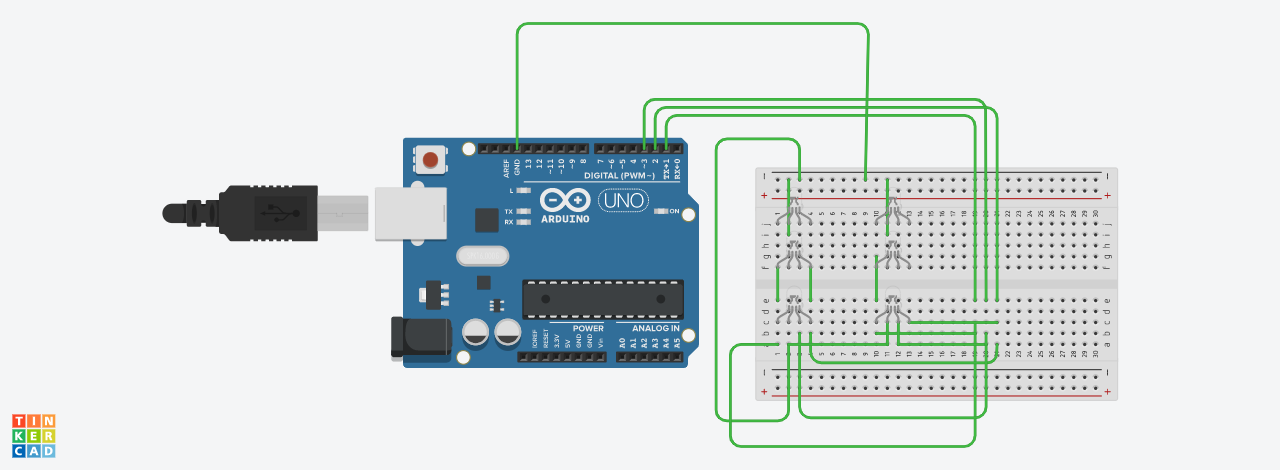 AREF
GND
13
12
~11
~10
~9
8
7
~6
~5
4
~3
2
TX→1
RX←0
DIGITAL (PWM~)
L
TX
RX
ARDUINO
UNO
ON
IOREF
RESET
3.3V
5V
GND
GND
Vin
A0
A1
A2
A3
A4
A5
POWER
ANALOG IN
j
i
h
g
f
e
d
c
b
a
TIN
KER
CAD